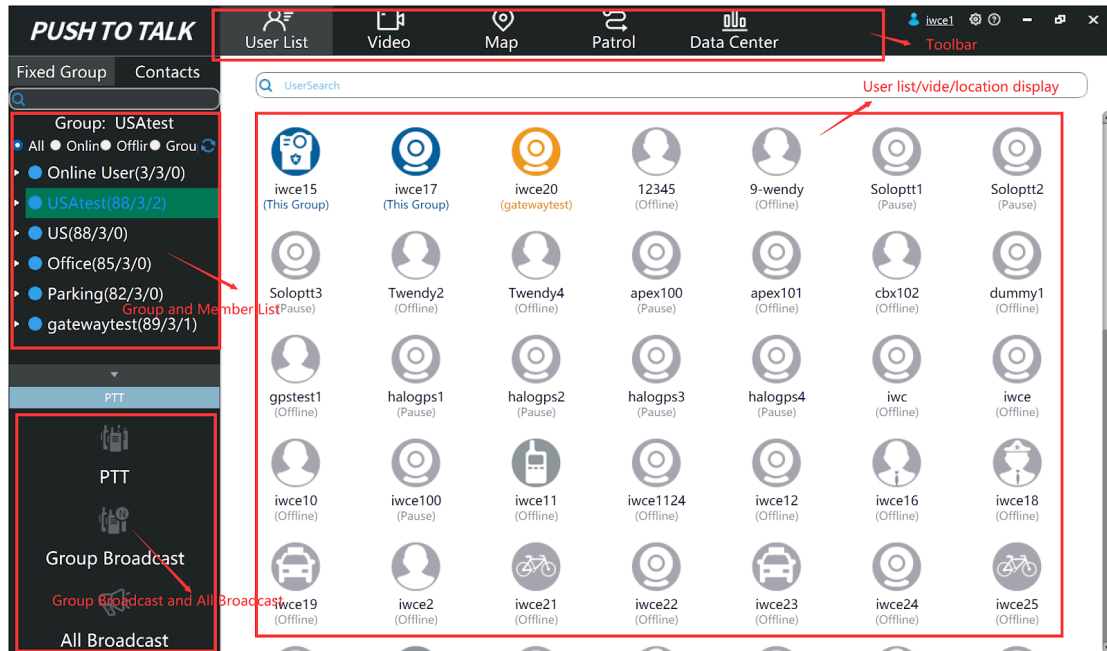 PUSH TO TALK
User List
Video
Map
Patrol
Data Center
iwce1
Toolbar
Fixed Group
Contacts
UserSearch
User list/vide/location display
Group: USAtest
All
Onlin
Offlir
Grou
Online User(3/3/0)
USAtest(88/3/2)
US(88/3/0)
Office(85/3/0)
Parking(82/3/0)
Group and Member List
gatewaytest(89/3/1)
PTT
PTT
Group Broadcast
Group Broadcast and All Broadcast
All Broadcast
iwce15 iwce17 iwce20 12345 9-wendy Soloptt1 Soloptt2
(This Group) (This Group) (gatewaytest) (Offline) (Offline) (Pause) (Pause)
Soloptt3 Twendy2 Twendy4 apex100 apex101 cbx102 dummy1
(Pause) (Offline) (Offline) (Offline) (Offline) (Offline) (Offline)
gpstest1 halogps1 halogps2 halogps3 halogps4 iwc iwce
(Offline) (Pause) (Pause) (Pause) (Pause) (Offline) (Offline)
iwce10 iwce100 iwce11 iwce1124 iwce12 iwce16 iwce18
(Offline) (Pause) (Offline) (Offline) (Offline) (Offline) (Offline)
iwce19 iwce2 iwce21 iwce22 iwce23 iwce24 iwce25
(Offline) (Offline) (Offline) (Offline) (Offline) (Offline) (Offline)